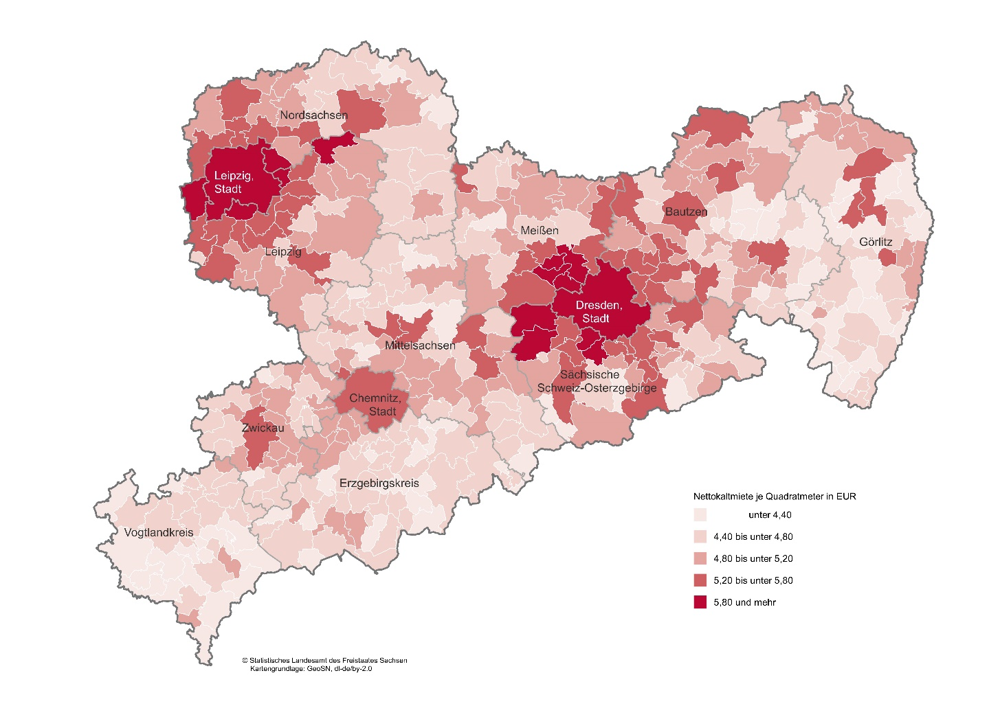 Nordsachsen
Leipzig,
Stadt
Bautzen
Meißen
Görlitz
Leipzig
Dresden,
Stadt
Mittelsachsen
Sächsische
Schweiz-Osterzgebirge
Chemnitz,
Stadt
Zwickau
Erzgebirgskreis
Vogtlandkreis
Nettokaltmiete je Quadratmeter in EUR
unter 4,40
4,40 bis unter 4,80
4,80 bis unter 5,20
5,20 bis unter 5,80
5,80 und mehr
© Statistisches Landesamt des Freistaates Sachsen
Kartengrundlage: GeoSN, dl-de/by-2.0